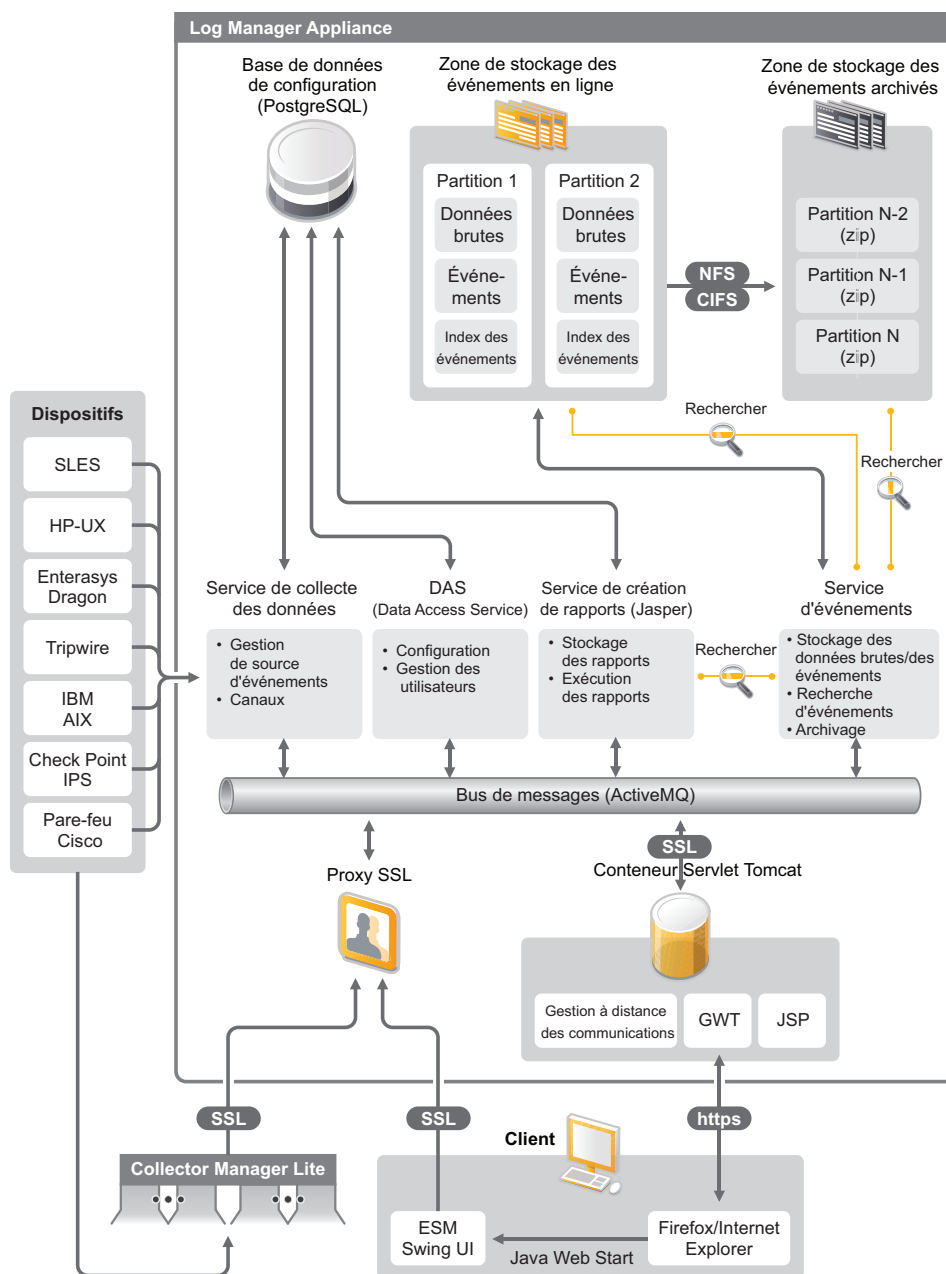 Log Manager Appliance
Base de données
de configuration
(PostgreSQL)
Zone de stockage des
événements en ligne
Zone de stockage des
événements archivés
Partition 1
Données
brutes
Événe-
ments
Index des
événements
Partition 2
Données
brutes
Événe-
ments
Index des
événements
NFS
CIFS
Partition N-2
(zip)
Partition N-1
(zip)
Partition N
(zip)
Dispositifs
SLES
HP-UX
Enterasys
Dragon
Tripwire
IBM
AIX
Check Point
IPS
Pare-feu
Cisco
Rechercher
Rechercher
Service de collecte
des données
• Gestion
de source
d'événements
• Canaux
DAS
(Data Access Service)
• Configuration
• Gestion des
utilisateurs
Service de création
de rapports (Jasper)
• Stockage
des rapports
• Exécution
des rapports
Rechercher
Service
d'événements
• Stockage des
données brutes/des
événements
• Recherche
d'événements
• Archivage
Bus de messages (ActiveMQ)
Proxy SSL
SSL
Conteneur Servlet Tomcat
Gestion à distance
des communications
GWT
JSP
SSL
SSL
https
Collector Manager Lite
Client
ESM
Swing UI
Java Web Start
Firefox/Internet
Explorer